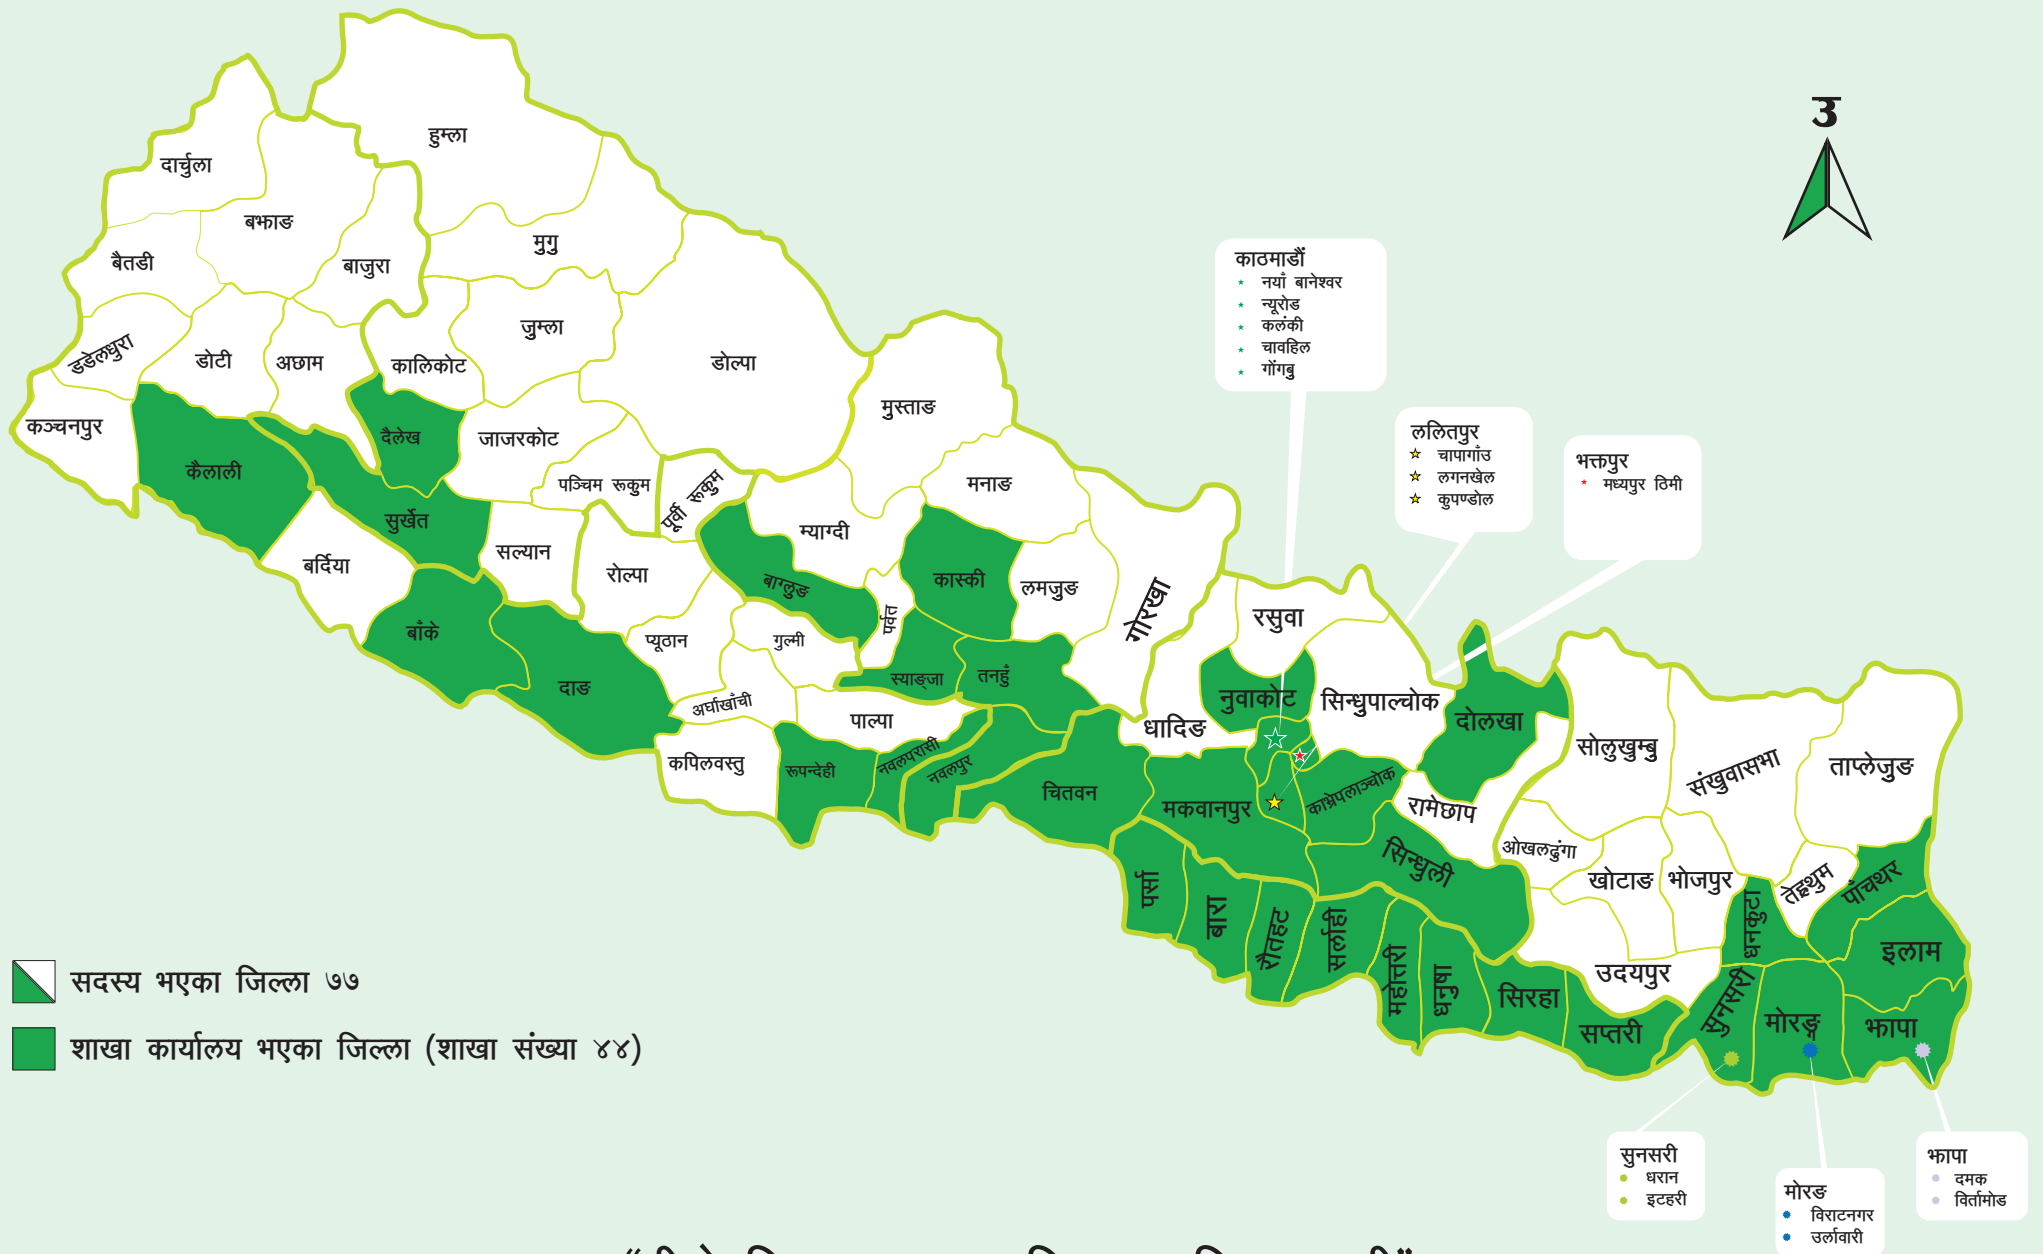 उ
हुम्ला
दार्चुला
बझाङ
मुगु
बैतडी
बाजुरा
काठमाडौं
नयाँ बानेश्वर
न्यूरोड
कलंकी
चावहिल
गोंगबु
जुम्ला
डडेलधुरा
डोटी
अछाम
कालिकोट
डोल्पा
मुस्ताङ
कञ्चनपुर
दैलेख
जाजरकोट
ललितपुर
चापागाँउ
लगनखेल
कुपण्डोल
भक्तपुर
मध्यपुर ठिमी
कैलाली
पञ्चिम रूकुम
पूर्वी रूकुम
मनाङ
सुर्खेत
म्याग्दी
बर्दिया
सल्यान
रोल्पा
बाग्लुङ
कास्की
लमजुङ
गोरखा
रसुवा
पर्वत
बाँके
प्यूठान
गुल्मी
दाङ
स्याङ्जा
तनहुँ
नुवाकोट
सिन्धुपाल्चोक
अर्घाखाँची
पाल्पा
धादिङ
दोलखा
सोलुखुम्बु
संखुवासभा
ताप्लेजुङ
कपिलवस्तु
रूपन्देही
नवलपरासी
नवलपुर
चितवन
मकवानपुर
काभ्रेपलाञ्चोक
रामेछाप
ओखलढुंगा
सिन्धुली
खोटाङ
भोजपुर
तेह्रथुम
पाँचथर
पर्सा
बारा
रौतहट
सर्लाही
महोत्तरी
धनुषा
धनकुटा
इलाम
उदयपुर
सिरहा
सप्तरी
सुनसरी
मोरङ्ग
झापा
सदस्य भएका जिल्ला ७७
शाखा कार्यालय भएका जिल्ला (शाखा संख्या ४४)
सुनसरी
धरान
इटहरी
मोरङ
विराटनगर
उर्लावारी
झापा
दमक
विर्तामोड